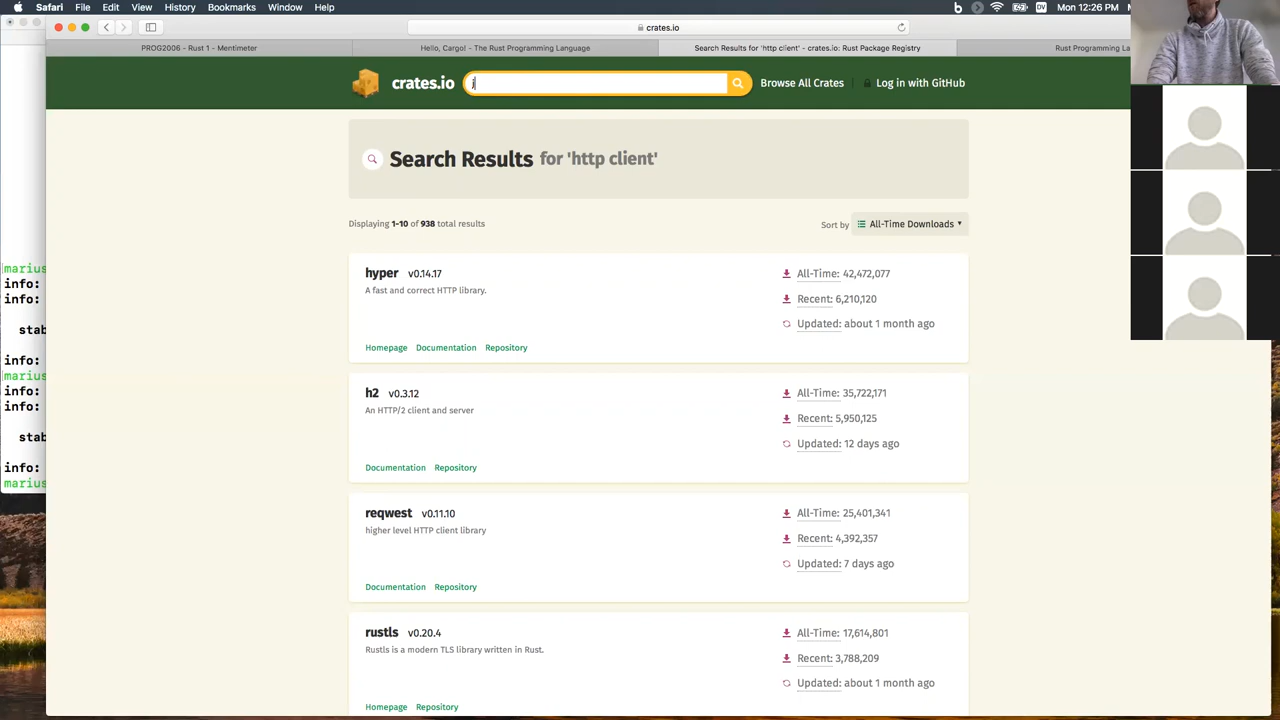 Safari File Edit View History Bookmarks Window Help
DV Mon 12:26 PM
crates.io
PROG2006 - Rust 1 - Mentimeter
Hello, Cargo! - The Rust Programming Language
Search Results for 'http client' - crates.io: Rust Package Registry
Rust Programming La
crates.io
j
Browse All Crates
Log in with GitHub
Search Results for 'http client'
Displaying 1-10 of 938 total results
Sort by All-Time Downloads
hyper v0.14.17
A fast and correct HTTP library.
All-Time: 42,472,077
Recent: 6,210,120
Updated: about 1 month ago
Homepage Documentation Repository
h2 v0.3.12
An HTTP/2 client and server
All-Time: 35,722,171
Recent: 5,950,125
Updated: 12 days ago
Documentation Repository
reqwest v0.11.10
higher level HTTP client library
All-Time: 25,401,341
Recent: 4,392,357
Updated: 7 days ago
Documentation Repository
rustls v0.20.4
Rustls is a modern TLS library written in Rust.
All-Time: 17,614,801
Recent: 3,788,209
Updated: about 1 month ago
Homepage Repository
marius
info:
info:
stab
info:
marius
info:
info:
stab
info:
marius